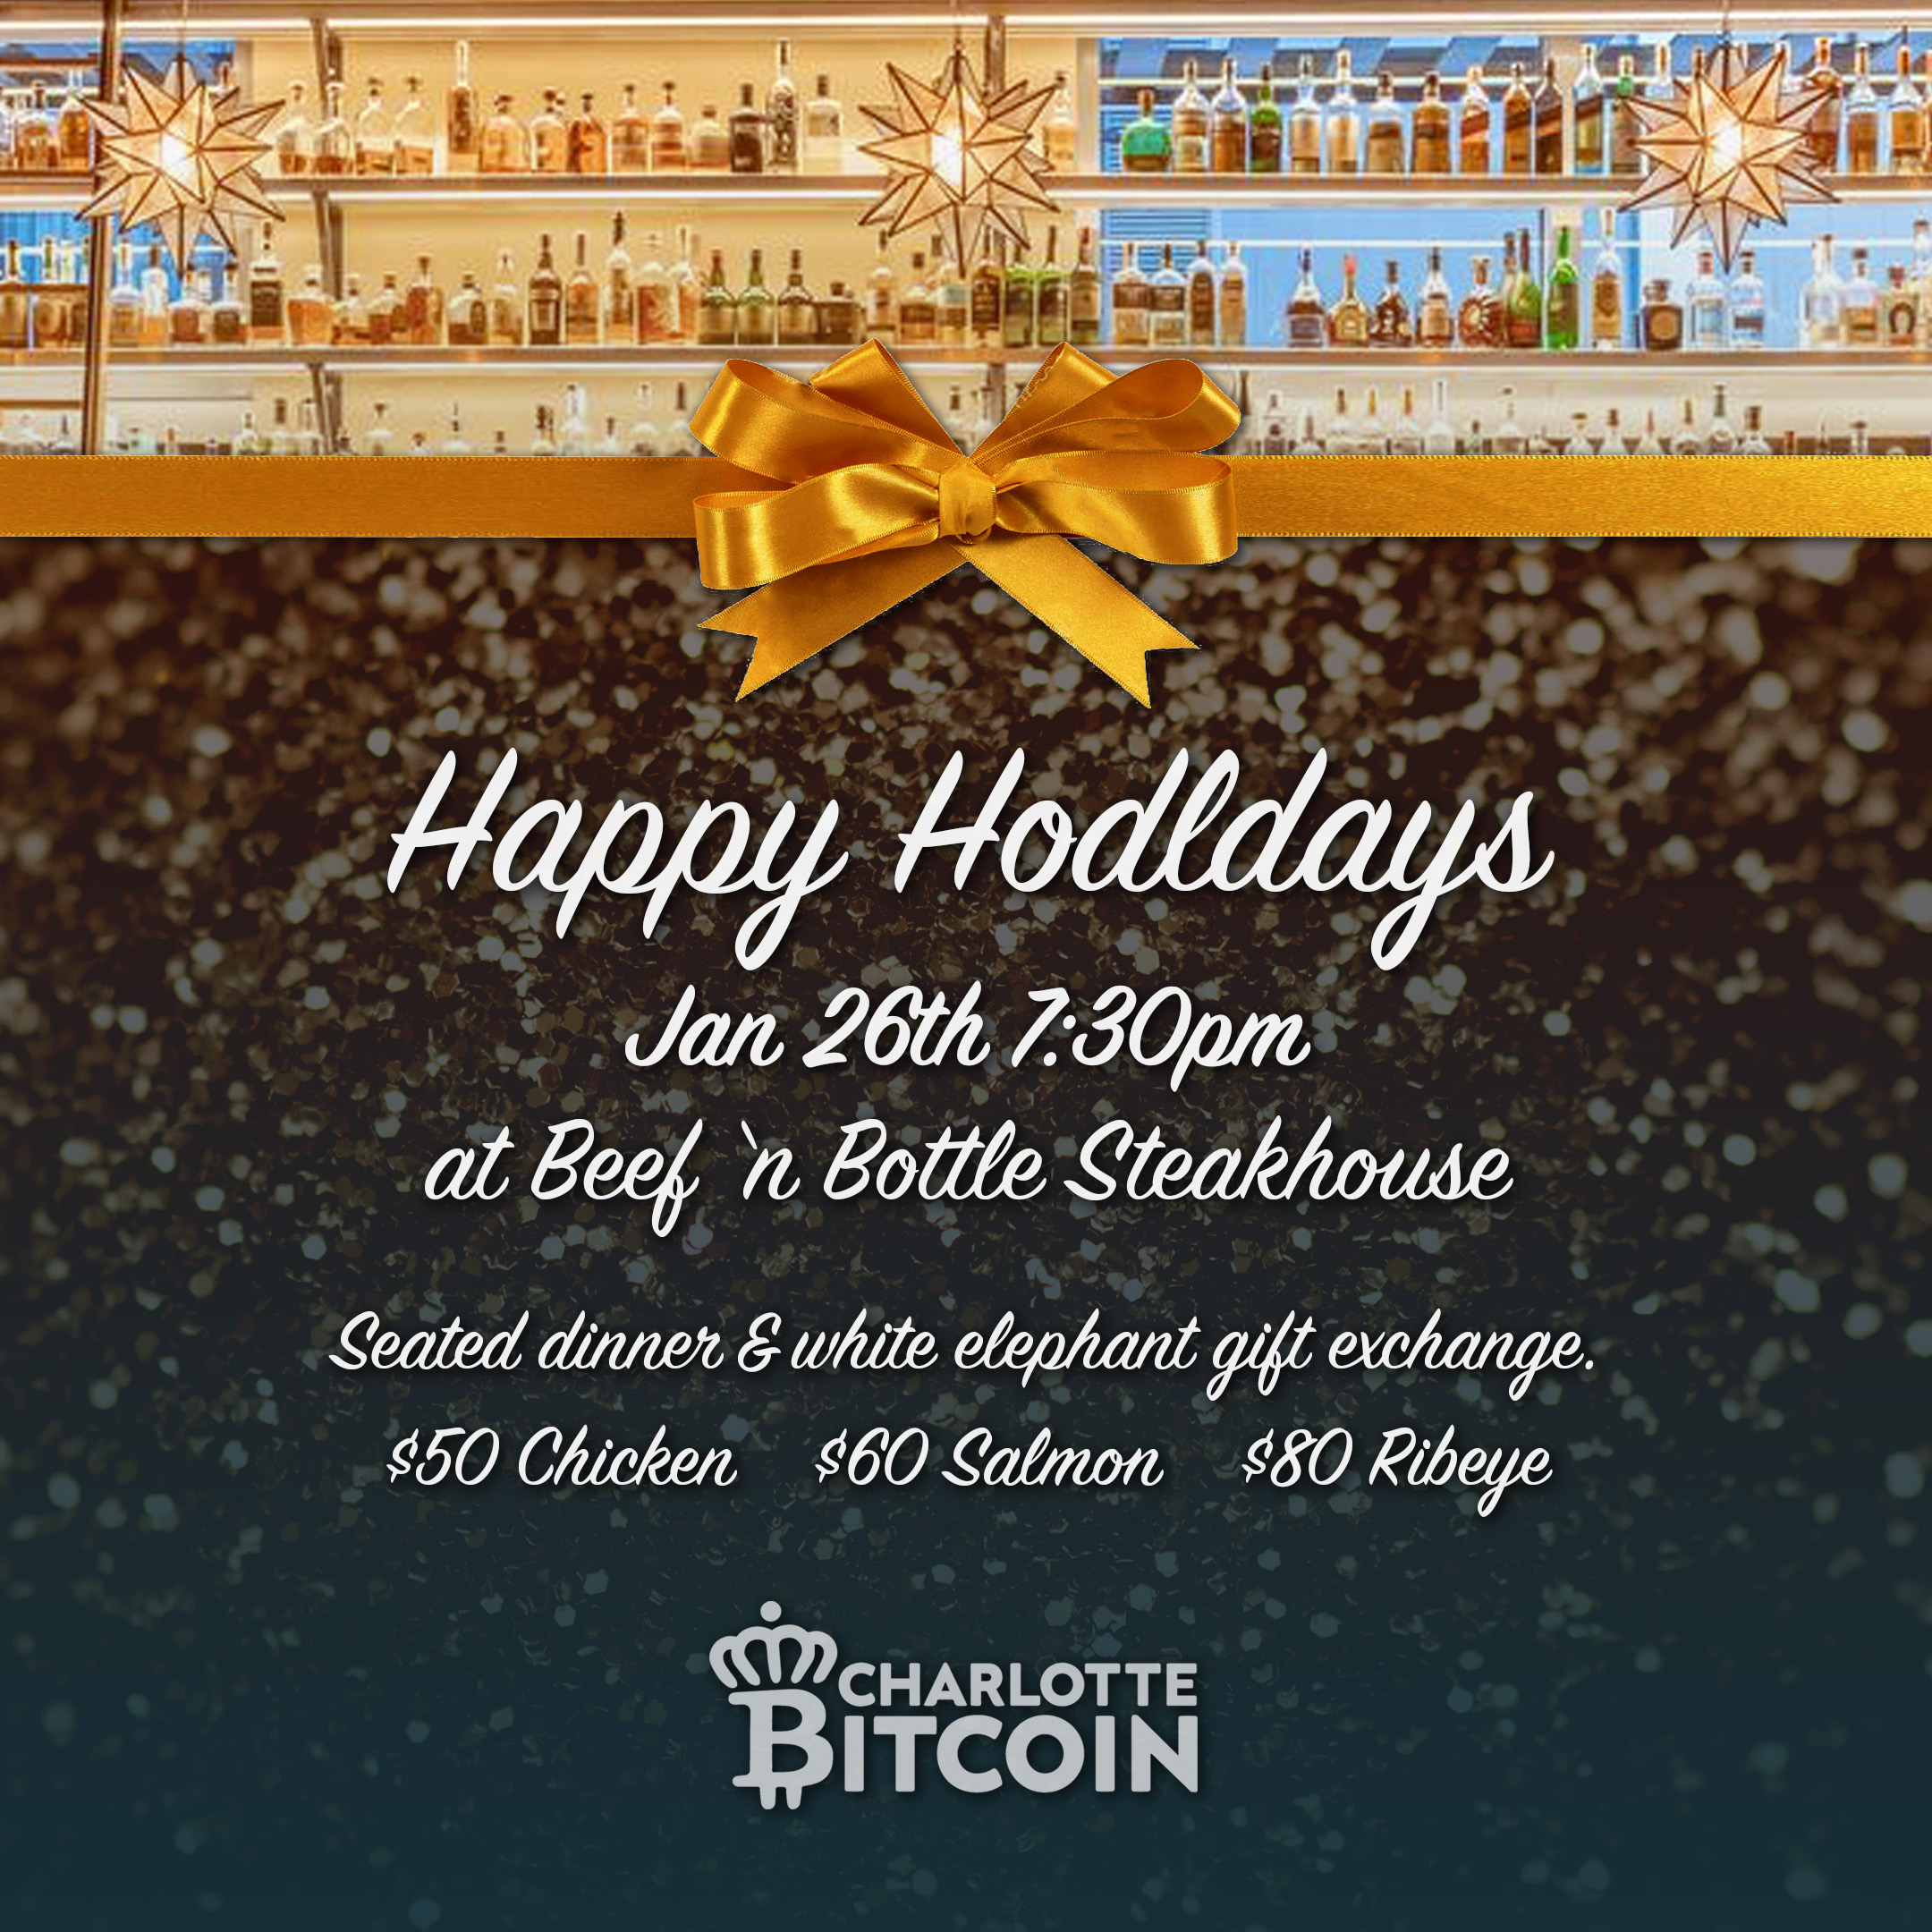 Happy Hodldays
Jan 26th 7:30pm
at Beef `n Bottle Steakhouse
Seated dinner & white elephant gift exchange.
$50 Chicken $60 Salmon $80 Ribeye
CHARLOTTE
BITCOIN